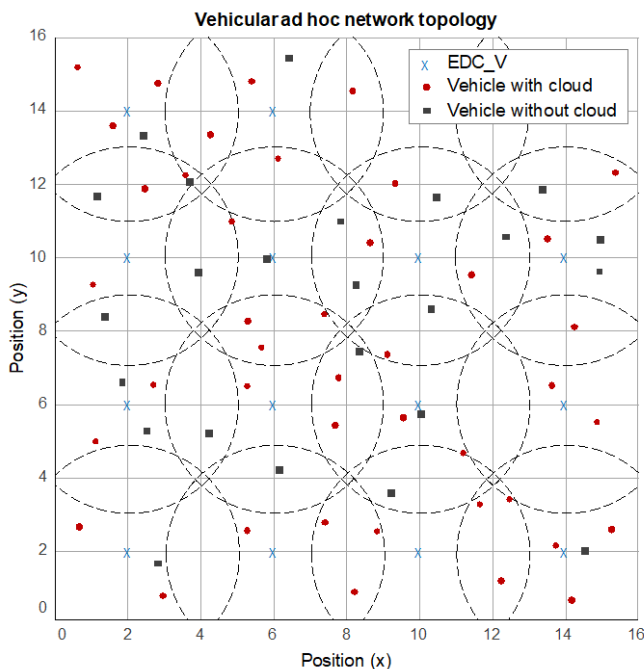 Vehicular ad hoc network topology
16
EDC_V
Vehicle with cloud
Vehicle without cloud
14
12
10
8
6
4
2
0
0 2 4 6 8 10 12 14 16
Position (y)
Position (x)